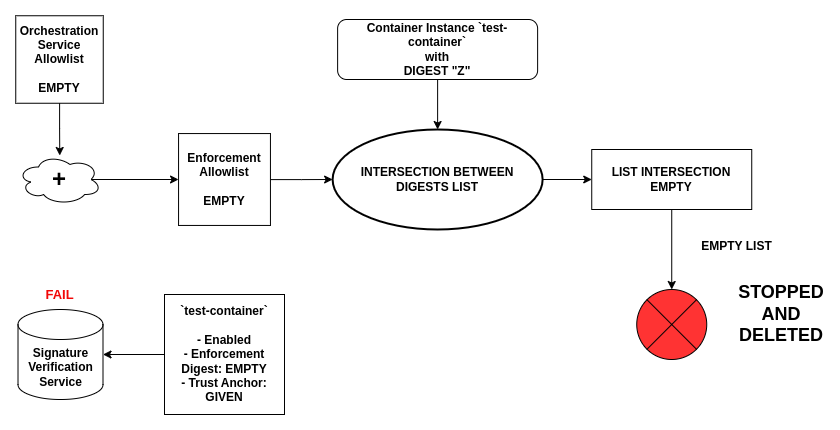 Orchestration
Service
Allowlist
EMPTY
Container Instance `test-
container`
with
DIGEST "Z"
+
Enforcement
Allowlist
EMPTY
INTERSECTION BETWEEN
DIGESTS LIST
LIST INTERSECTION
EMPTY
EMPTY LIST
STOPPED
AND
DELETED
FAIL
Signature
Verification
Service
`test-container`
- Enabled
- Enforcement
Digest: EMPTY
- Trust Anchor:
GIVEN